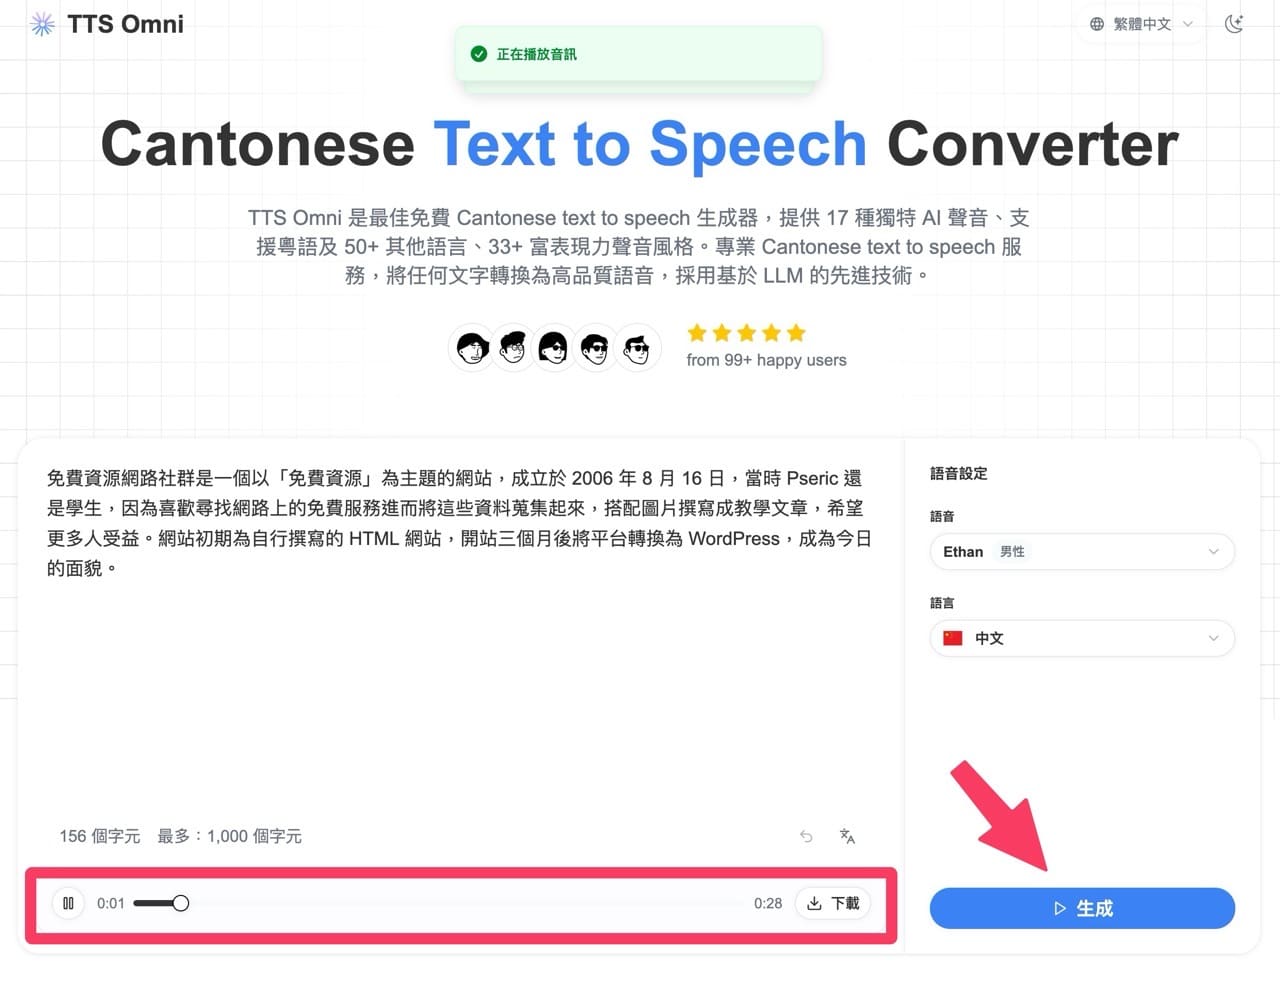 TTS Omni
繁體中文
正在播放音訊
Cantonese Text to Speech Converter
TTS Omni 是最佳免費 Cantonese text to speech 生成器，提供 17 種獨特 AI 聲音、支
援粵語及 50+ 其他語言、33+ 富表現力聲音風格。專業 Cantonese text to speech 服
務，將任何文字轉換為高品質語音，採用基於 LLM 的先進技術。
from 99+ happy users
免費資源網路社群是一個以「免費資源」為主題的網站，成立於 2006 年 8 月 16 日，當時 Pseric 還
是學生，因為喜歡尋找網路上的免費服務進而將這些資料蒐集起來，搭配圖片撰寫成教學文章，希望
更多人受益。網站初期為自行撰寫的 HTML 網站，開站三個月後將平台轉換為 WordPress，成為今日
的面貌。
156 個字元 最多：1,000 個字元
0:01
0:28
下載
語音設定
語音
Ethan 男性
語言
中文
生成